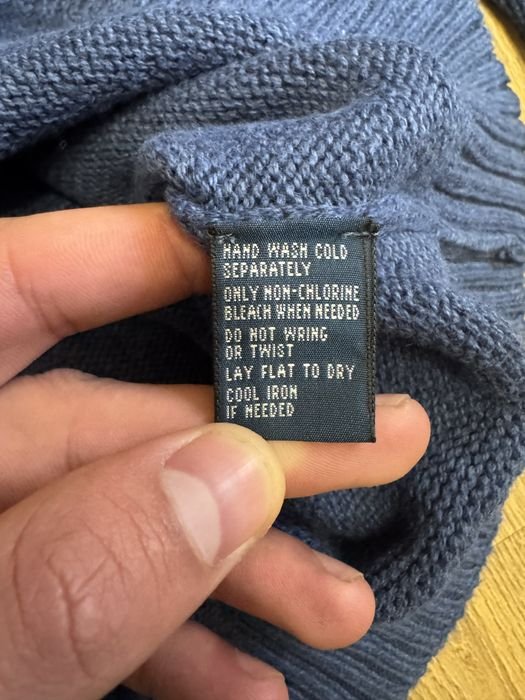 HAND WASH COLD
SEPARATELY
ONLY NON-CHLORINE
BLEACH WHEN NEEDED
DO NOT WRING
OR TWIST
LAY FLAT TO DRY
COOL IRON
IF NEEDED